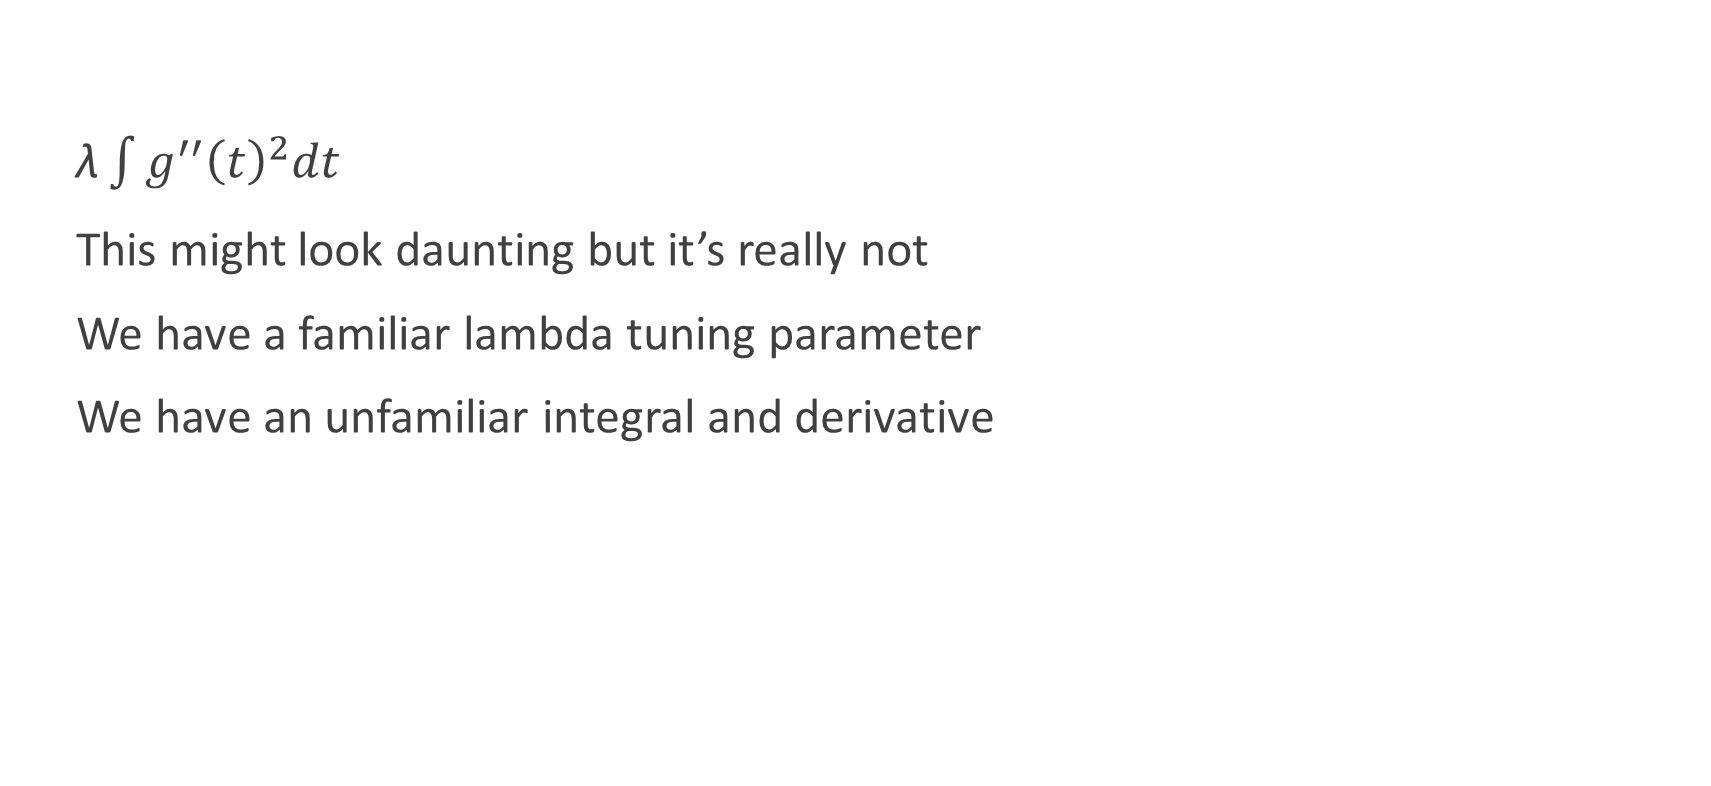 λ ∫ g′′(t)²dt
This might look daunting but it’s really not
We have a familiar lambda tuning parameter
We have an unfamiliar integral and derivative